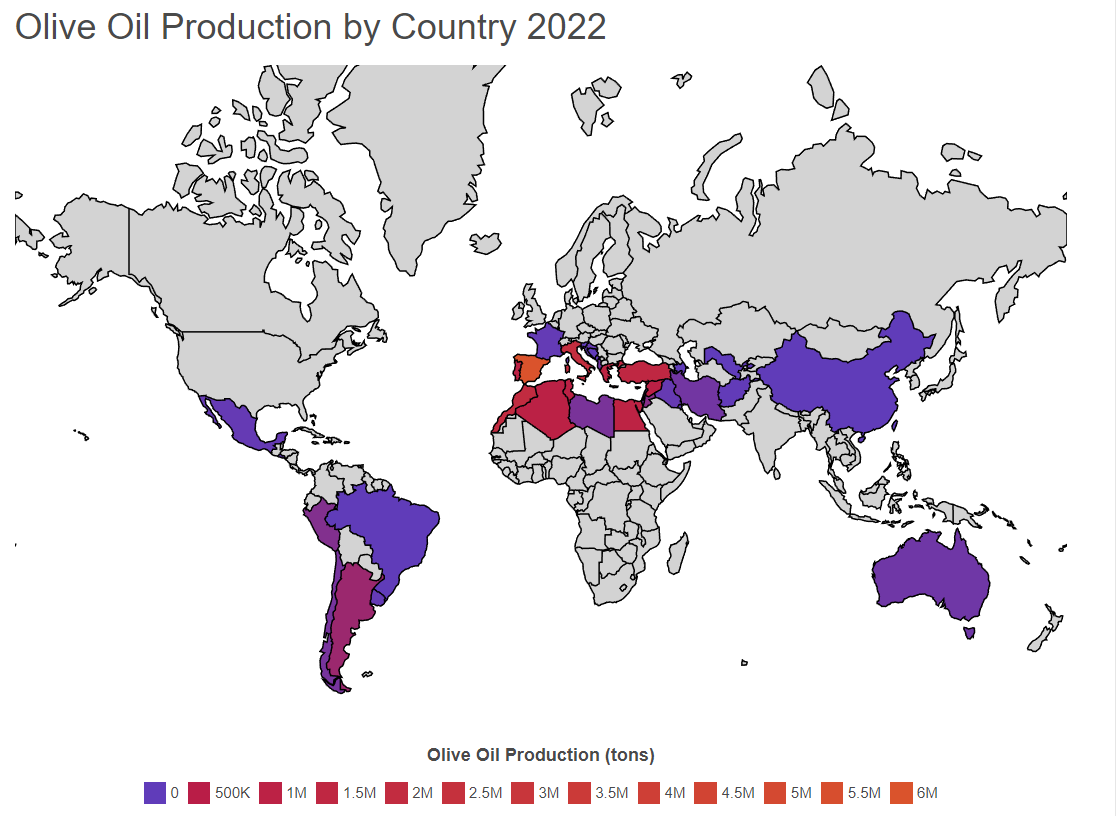 Olive Oil Production by Country 2022
Olive Oil Production (tons)
0 500K 1M 1.5M 2M 2.5M 3M 3.5M 4M 4.5M 5M 5.5M 6M